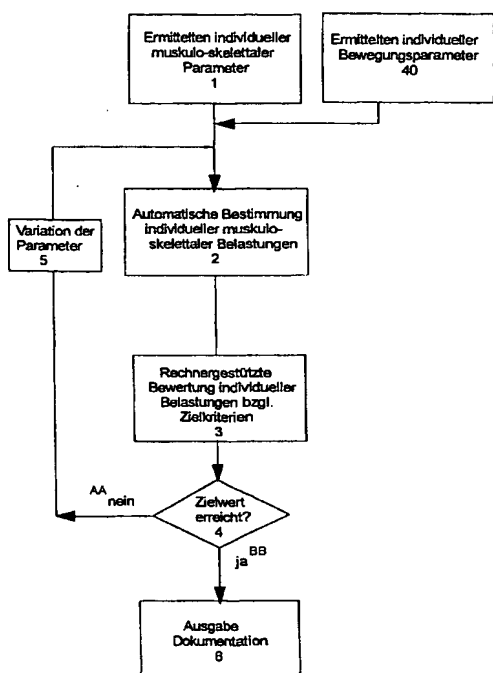 Ermittelten individueller
muskulo-skelettaler
Parameter
1
Ermittelten individueller
Bewegungsparameter
40
Automatische Bestimmung
individueller muskulo-
skelettaler Belastungen
2
Variation der
Parameter
5
Rechnergestützte
Bewertung individueller
Belastungen bzgl.
Zielkriterien
3
AA
nein
Zielwert
erreicht?
4
ja BB
Ausgabe
Dokumentation
6